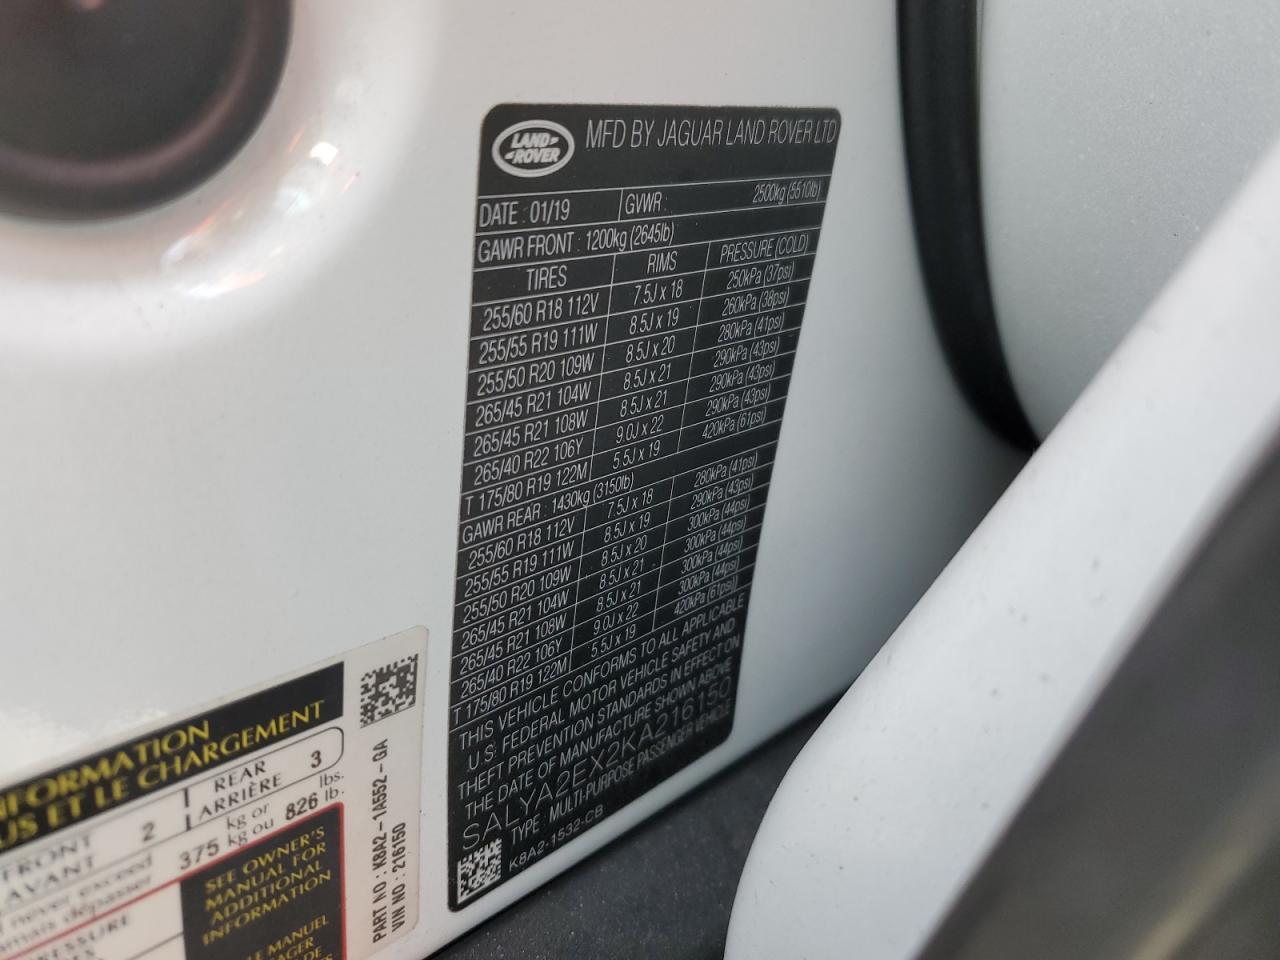 LAND-
-ROVER
MFD BY JAGUAR LAND ROVER LTD
DATE : 01/19 GVWR : 2500kg (5510lb)
GAWR FRONT : 1200kg (2645lb)
TIRES RIMS PRESSURE (COLD)
255/60 R18 112V 7.5J x 18 250kPa (37psi)
255/55 R19 111W 8.5J x 19 260kPa (38psi)
255/50 R20 109W 8.5J x 20 280kPa (41psi)
265/45 R21 104W 8.5J x 21 290kPa (43psi)
265/45 R21 108W 8.5J x 21 290kPa (43psi)
265/40 R22 106Y 9.0J x 22 290kPa (43psi)
T 175/80 R19 122M 5.5J x 19 420kPa (61psi)
GAWR REAR : 1430kg (3150lb)
255/60 R18 112V 7.5J x 18 280kPa (41psi)
255/55 R19 111W 8.5J x 19 290kPa (43psi)
255/50 R20 109W 8.5J x 20 300kPa (44psi)
265/45 R21 104W 8.5J x 21 300kPa (44psi)
265/45 R21 108W 8.5J x 21 300kPa (44psi)
265/40 R22 106Y 9.0J x 22 300kPa (44psi)
T 175/80 R19 122M 5.5J x 19 420kPa (61psi)
THIS VEHICLE CONFORMS TO ALL APPLICABLE
U.S. FEDERAL MOTOR VEHICLE SAFETY AND
THEFT PREVENTION STANDARDS IN EFFECT ON
THE DATE OF MANUFACTURE SHOWN ABOVE
SALYA2EX2KA216150
TYPE : MULTI-PURPOSE PASSENGER VEHICLE
K8A2-1532-CB
NFORMATION
US ET LE CHARGEMENT
FRONT 2 REAR 3
AVANT ARRIÈRE
never exceed 375 kg or 826 lbs.
jamais dépasser kg ou lb.
PRESSURE
SEE OWNER'S
MANUAL FOR
ADDITIONAL
INFORMATION
LE MANUEL
PART NO : K8A2-1A552-GA
VIN NO : 216150